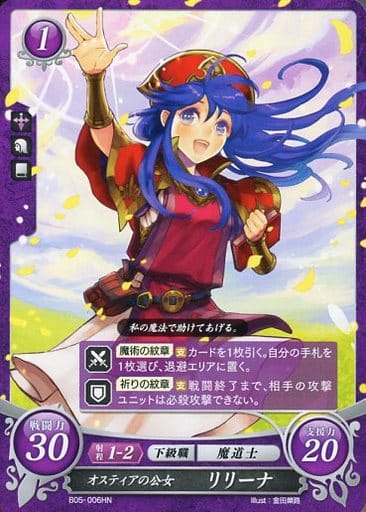 1
私の魔法で助けてあげる。
魔術の紋章 支 カードを1枚引く。自分の手札を
1枚選び、退避エリアに置く。
祈りの紋章 支 戦闘終了まで、相手の攻撃
ユニットは必殺攻撃できない。
戦闘力
30
射程 1-2 下級職 魔道士
支援力
20
オスティアの公女 リリーナ
B05-006HN
Illust：金田榮路